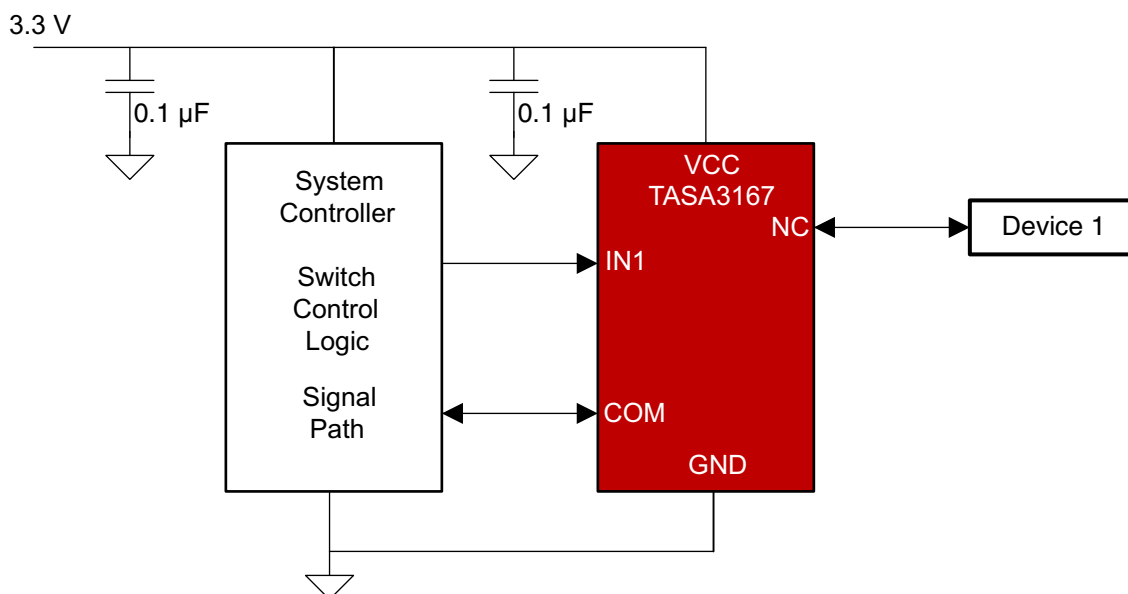 3.3 V
0.1 µF
0.1 µF
System
Controller
Switch
Control
Logic
Signal
Path
VCC
TASA3167
NC
IN1
COM
GND
Device 1